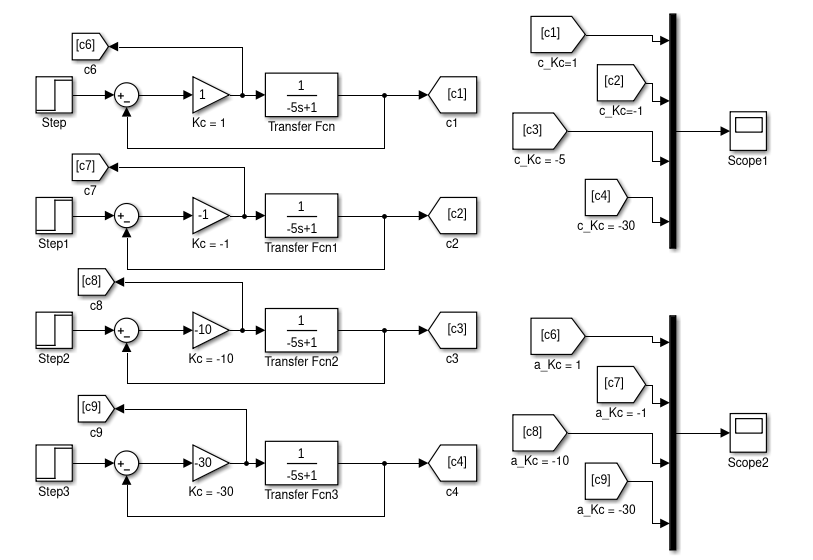 [c6]
c6
Step
+
−
1
Kc = 1
1
-5s+1
Transfer Fcn
[c1]
c1
[c7]
c7
Step1
+
−
-1
Kc = -1
1
-5s+1
Transfer Fcn1
[c2]
c2
[c8]
c8
Step2
+
−
-10
Kc = -10
1
-5s+1
Transfer Fcn2
[c3]
c3
[c9]
c9
Step3
+
−
-30
Kc = -30
1
-5s+1
Transfer Fcn3
[c4]
c4
[c1]
c_Kc=1
[c2]
c_Kc=-1
[c3]
c_Kc = -5
[c4]
c_Kc = -30
Scope1
[c6]
a_Kc = 1
[c7]
a_Kc = -1
[c8]
a_Kc = -10
[c9]
a_Kc = -30
Scope2